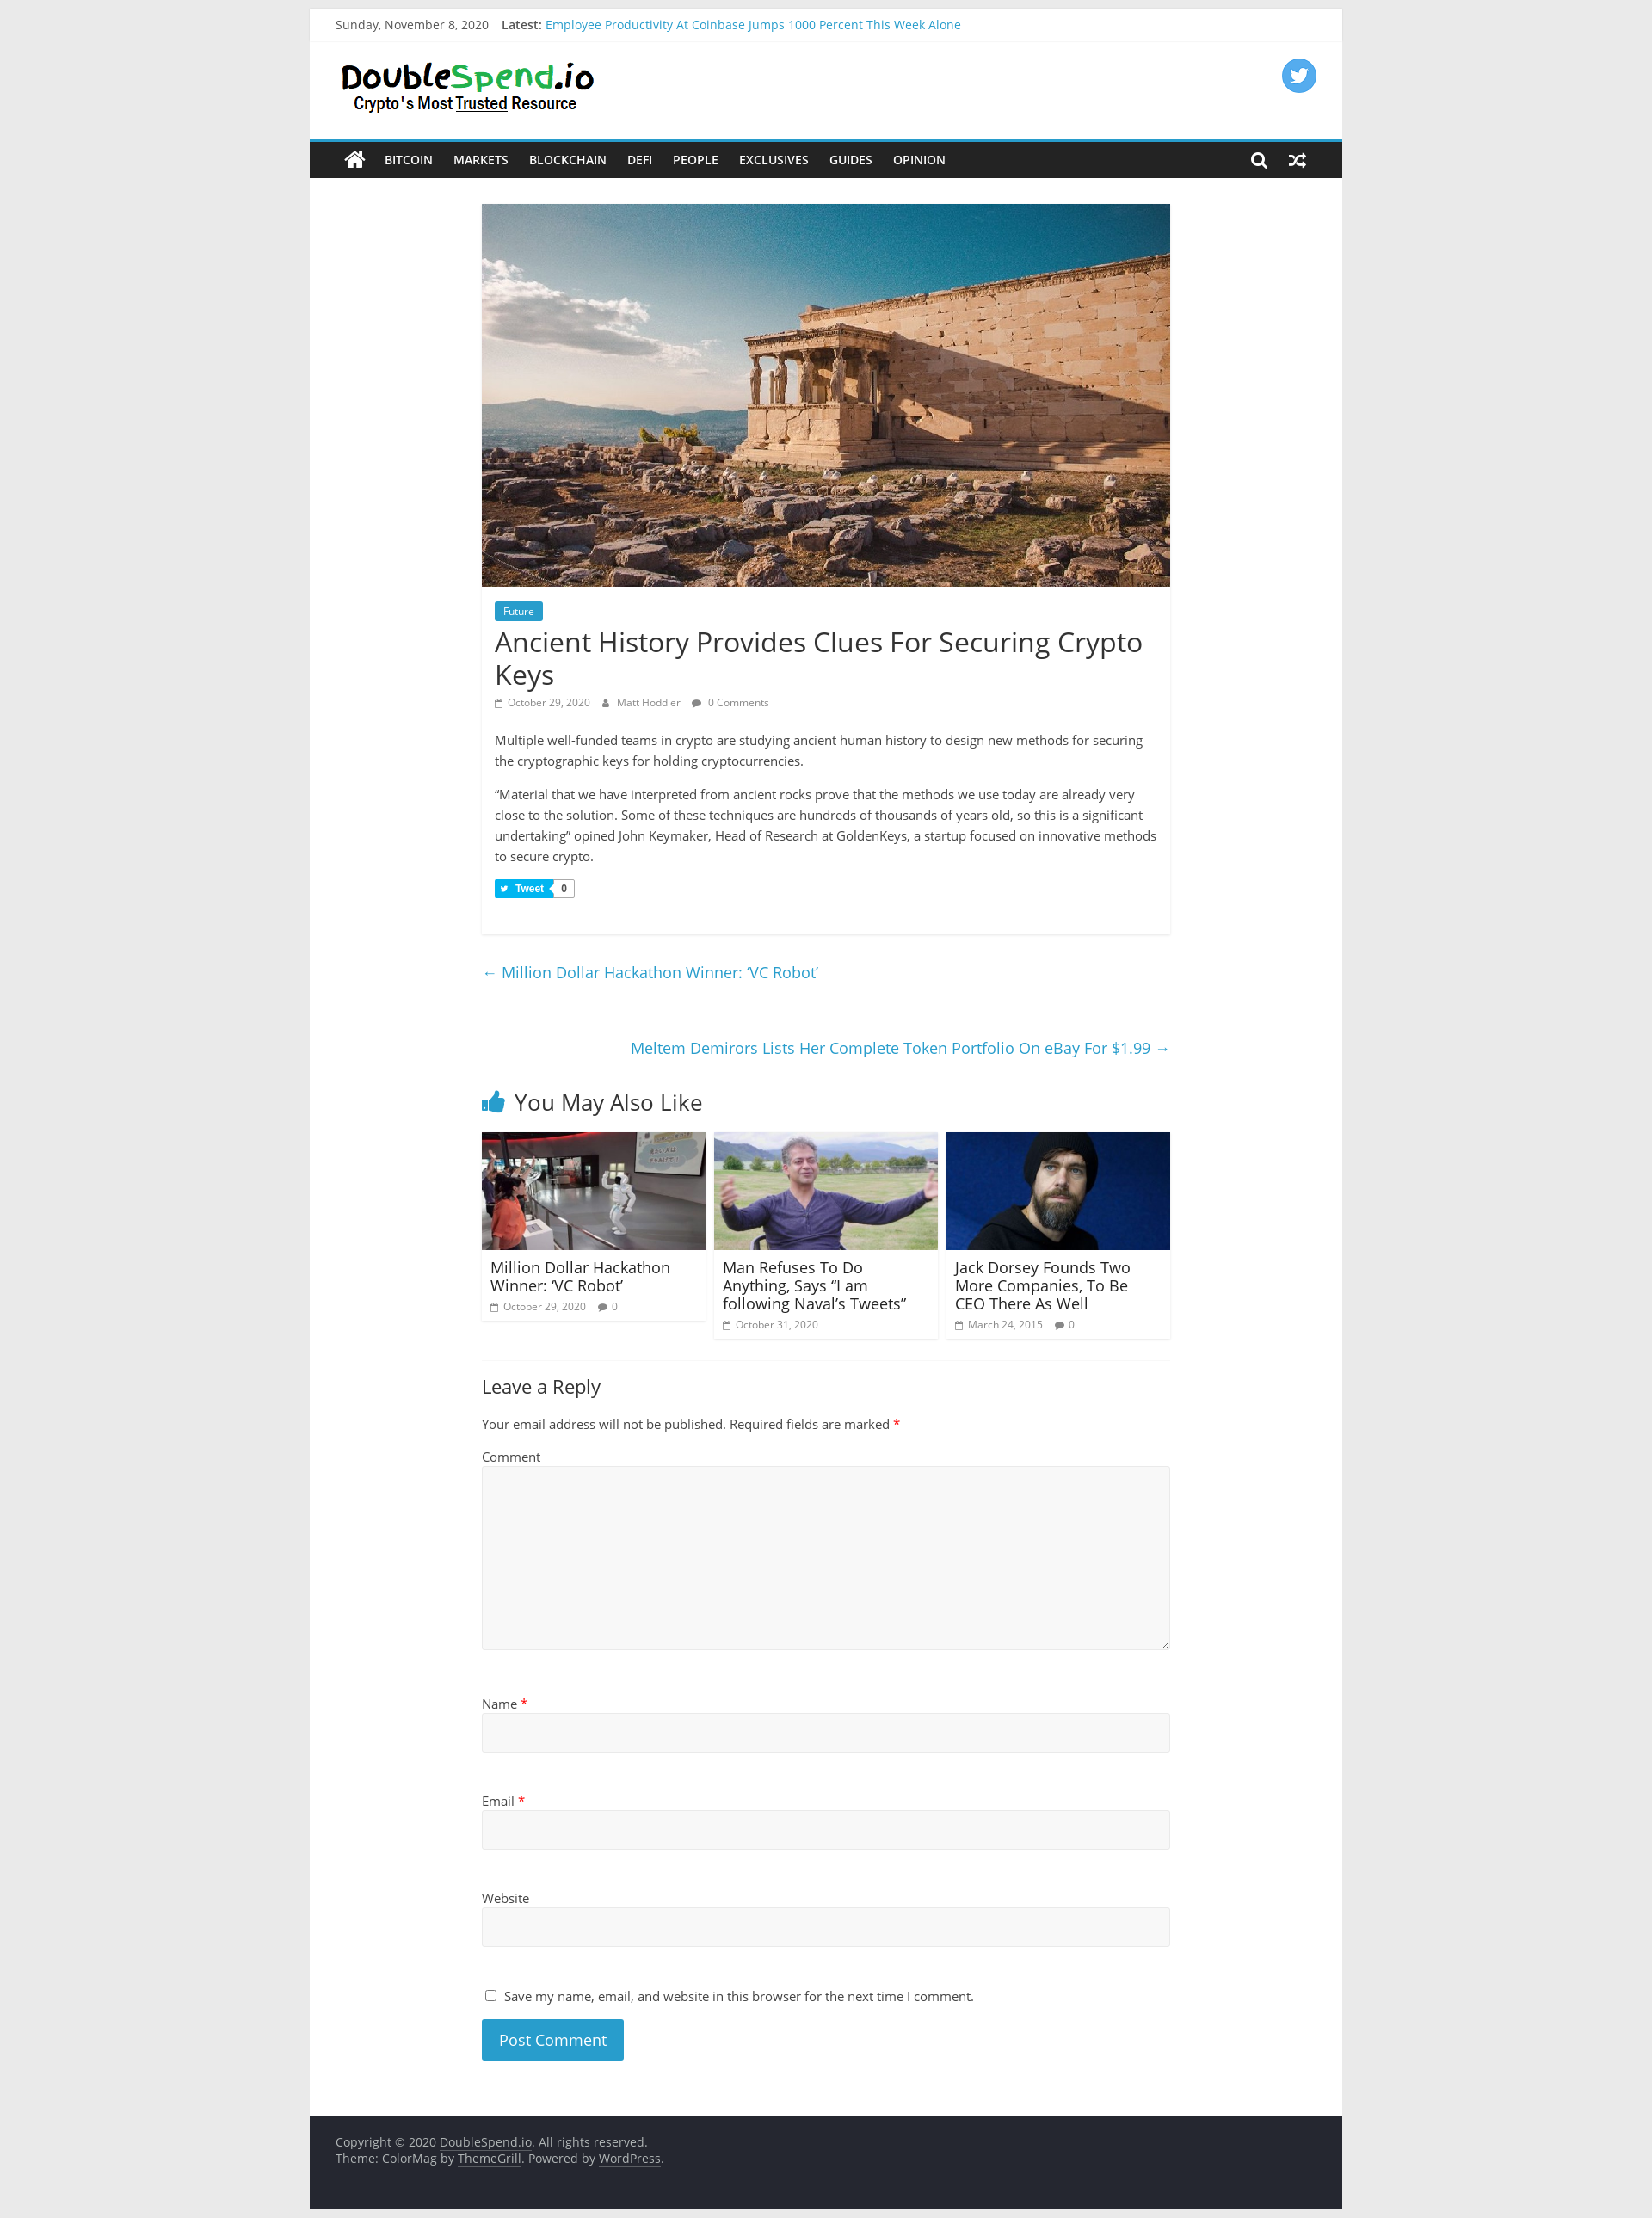 Sunday, November 8, 2020 Latest: Employee Productivity At Coinbase Jumps 1000 Percent This Week Alone
DoubleSpend.io
Crypto's Most Trusted Resource
BITCOIN MARKETS BLOCKCHAIN DEFI PEOPLE EXCLUSIVES GUIDES OPINION
Future
Ancient History Provides Clues For Securing Crypto
Keys
October 29, 2020 Matt Hoddler 0 Comments
Multiple well-funded teams in crypto are studying ancient human history to design new methods for securing
the cryptographic keys for holding cryptocurrencies.
“Material that we have interpreted from ancient rocks prove that the methods we use today are already very
close to the solution. Some of these techniques are hundreds of thousands of years old, so this is a significant
undertaking” opined John Keymaker, Head of Research at GoldenKeys, a startup focused on innovative methods
to secure crypto.
Tweet 0
← Million Dollar Hackathon Winner: ‘VC Robot’
Meltem Demirors Lists Her Complete Token Portfolio On eBay For $1.99 →
You May Also Like
Million Dollar Hackathon
Winner: ‘VC Robot’
October 29, 2020 0
Man Refuses To Do
Anything, Says “I am
following Naval’s Tweets”
October 31, 2020
Jack Dorsey Founds Two
More Companies, To Be
CEO There As Well
March 24, 2015 0
Leave a Reply
Your email address will not be published. Required fields are marked *
Comment
Name *
Email *
Website
Save my name, email, and website in this browser for the next time I comment.
Post Comment
Copyright © 2020 DoubleSpend.io. All rights reserved.
Theme: ColorMag by ThemeGrill. Powered by WordPress.